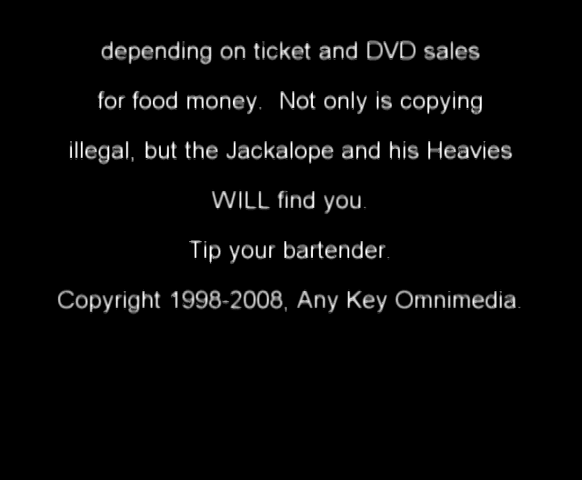 depending on ticket and DVD sales
for food money.  Not only is copying
illegal, but the Jackalope and his Heavies
WILL find you.
Tip your bartender.
Copyright 1998-2008, Any Key Omnimedia.